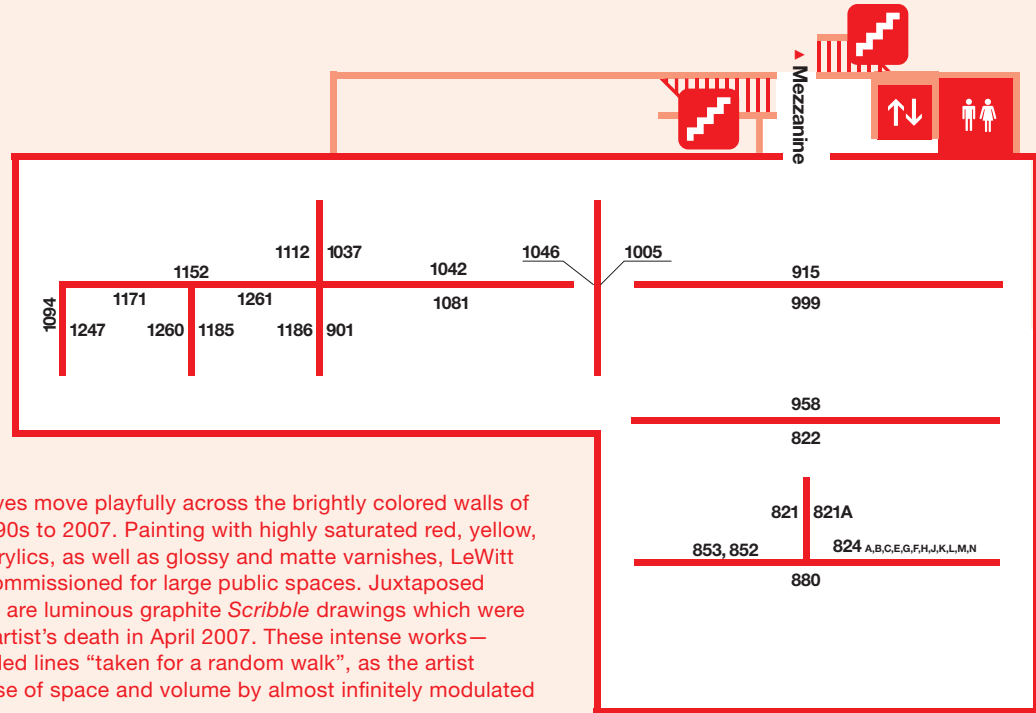 Mezzanine
1112 1037
1046 1005
1152 1042 915
1094 1171 1261 1081 999
1247 1260 1185 1186 901
958
822
821 821A
853, 852 824 A,B,C,E,G,F,H,J,K,L,M,N
880
yes move playfully across the brightly colored walls of
90s to 2007. Painting with highly saturated red, yellow,
rylics, as well as glossy and matte varnishes, LeWitt
ommissioned for large public spaces. Juxtaposed
are luminous graphite Scribble drawings which were
artist’s death in April 2007. These intense works—
led lines “taken for a random walk”, as the artist
se of space and volume by almost infinitely modulated